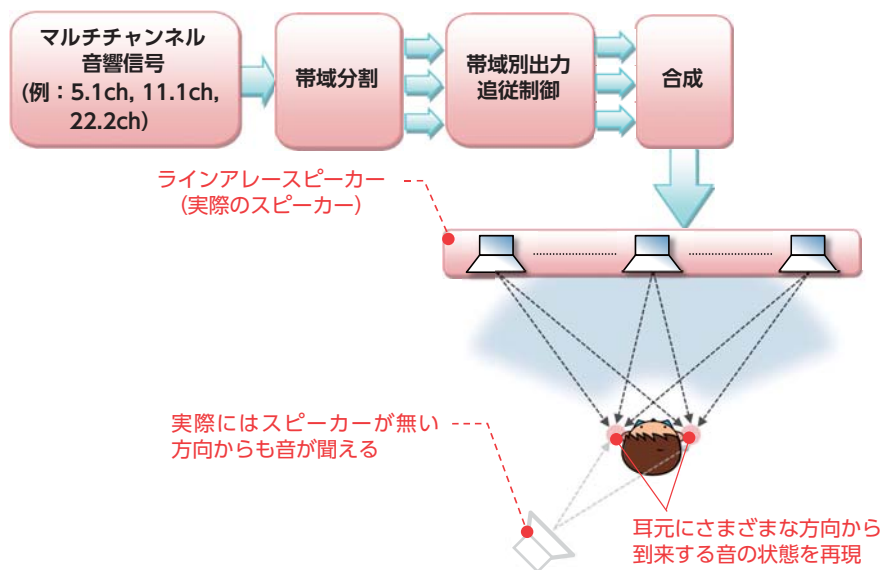 マルチチャンネル
音響信号
(例：5.1ch, 11.1ch,
22.2ch)
帯域分割
帯域別出力
追従制御
合成
ラインアレースピーカー
(実際のスピーカー)
実際にはスピーカーが無い
方向からも音が聞える
耳元にさまざまな方向から
到来する音の状態を再現